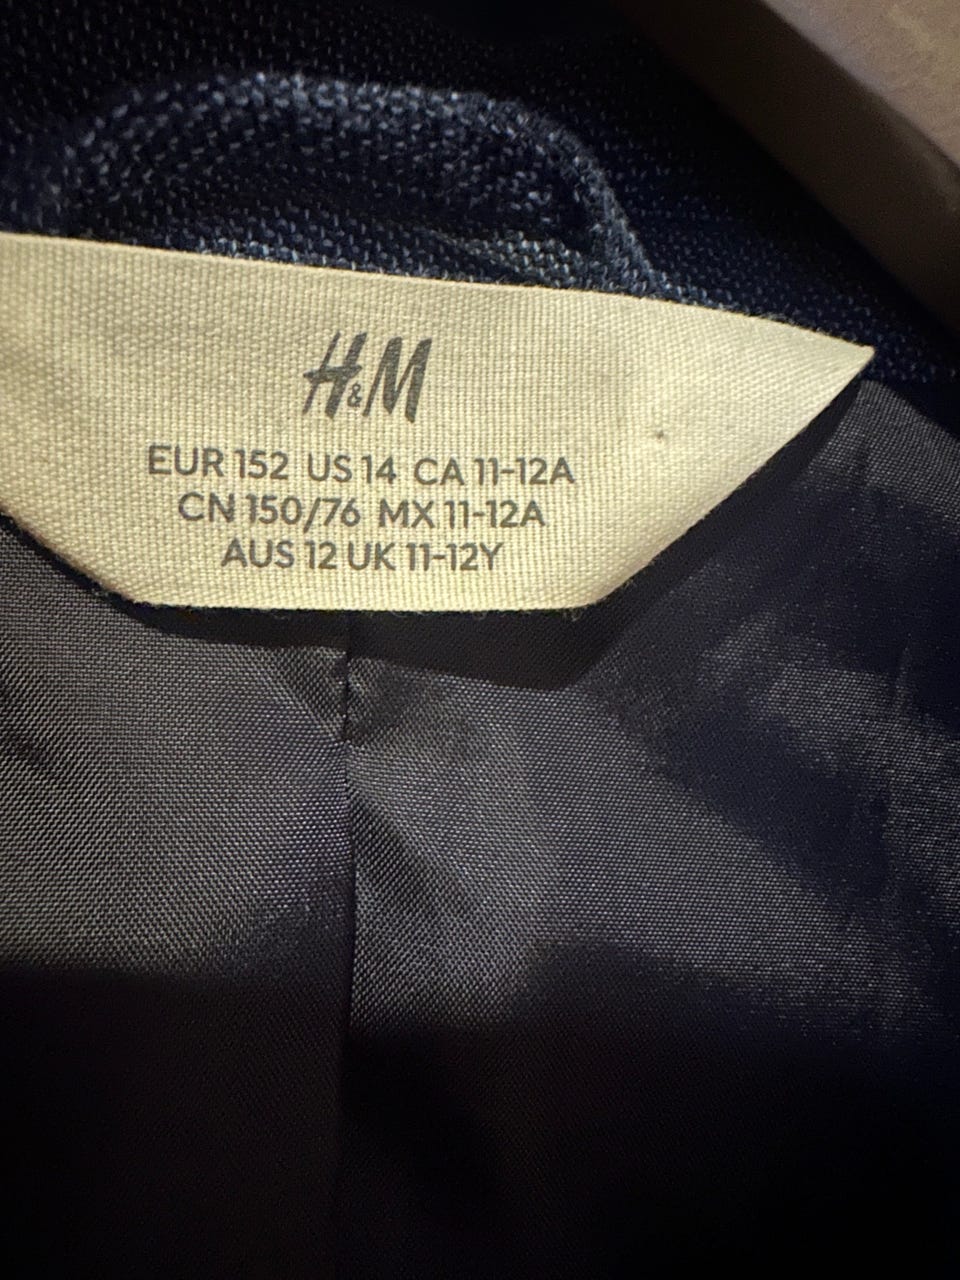 H&M
EUR 152 US 14 CA 11-12A
CN 150/76 MX 11-12A
AUS 12 UK 11-12Y